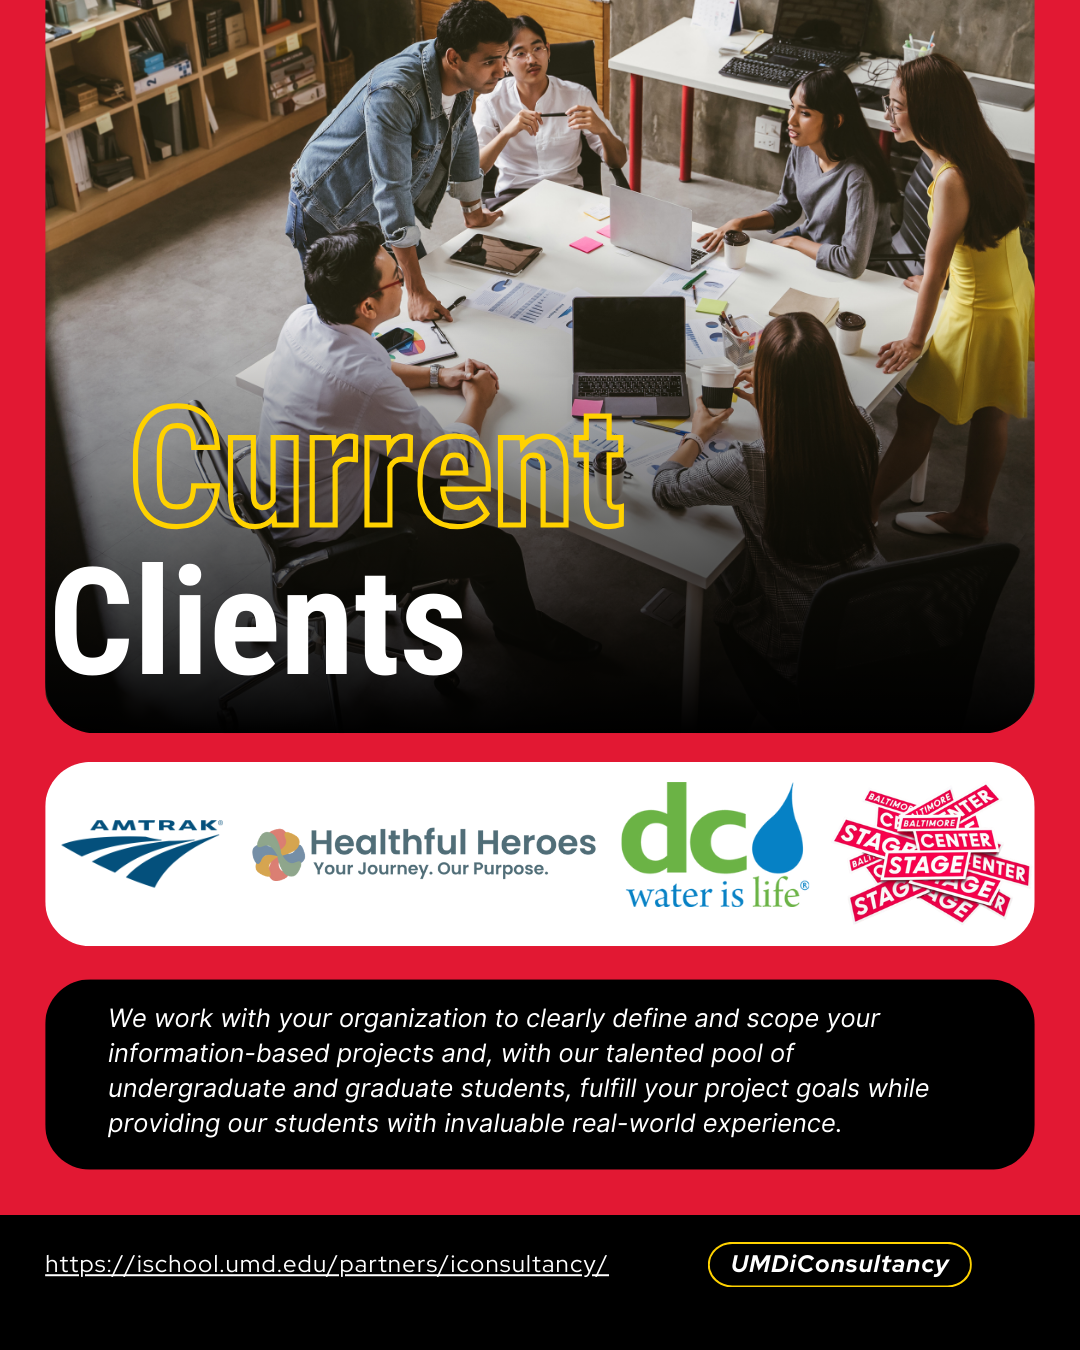 Current
Clients
AMTRAK®
Healthful Heroes
Your Journey. Our Purpose.
dc
water is life®
BALTIMORE
CENTER
STAGE
We work with your organization to clearly define and scope your
information-based projects and, with our talented pool of
undergraduate and graduate students, fulfill your project goals while
providing our students with invaluable real-world experience.
https://ischool.umd.edu/partners/iconsultancy/
UMDiConsultancy